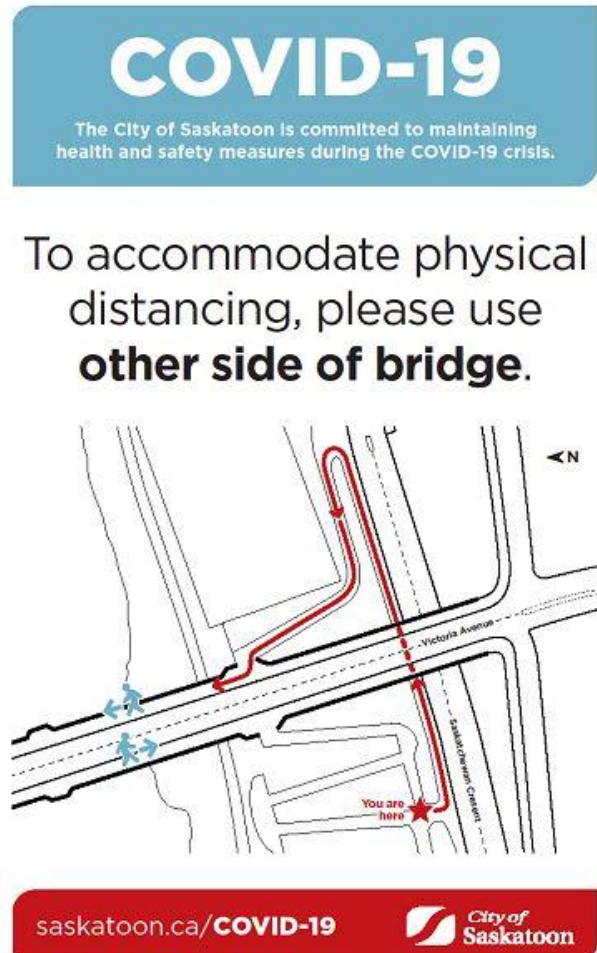 COVID-19
The City of Saskatoon is committed to maintaining
health and safety measures during the COVID-19 crisis.
To accommodate physical
distancing, please use
other side of bridge.
N
Victoria Avenue
Saskatchewan Cresent
You are
here
saskatoon.ca/COVID-19
City of
Saskatoon